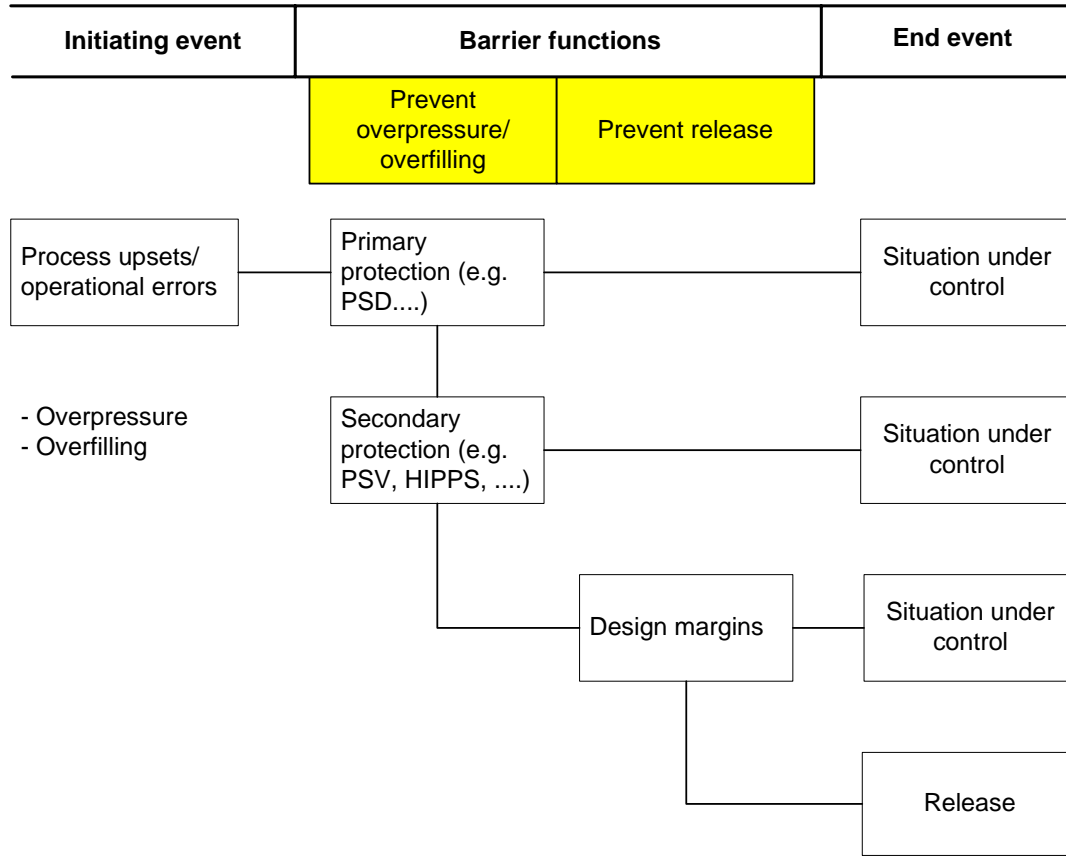 Initiating event
Barrier functions
End event
Prevent
overpressure/
overfilling
Prevent release
Process upsets/
operational errors
Primary
protection (e.g.
PSD....)
Situation under
control
- Overpressure
- Overfilling
Secondary
protection (e.g.
PSV, HIPPS, ....)
Situation under
control
Design margins
Situation under
control
Release